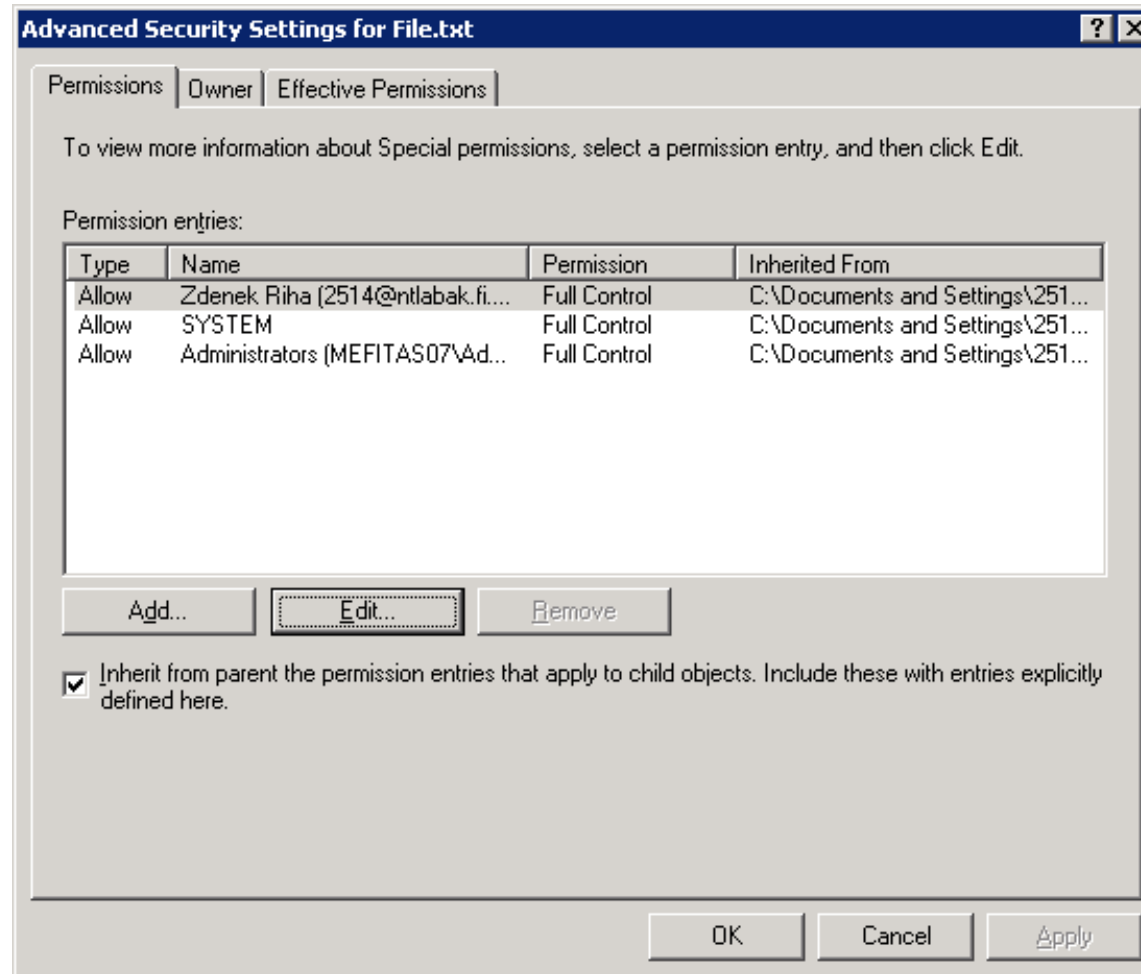 Advanced Security Settings for File.txt
Permissions Owner Effective Permissions
To view more information about Special permissions, select a permission entry, and then click Edit.
Permission entries:
Type Name Permission Inherited From
Allow Zdenek Riha (2514@ntlabak.fi.... Full Control C:\Documents and Settings\251...
Allow SYSTEM Full Control C:\Documents and Settings\251...
Allow Administrators (MEFITAS07\Ad... Full Control C:\Documents and Settings\251...
Add... Edit... Remove
Inherit from parent the permission entries that apply to child objects. Include these with entries explicitly
defined here.
OK Cancel Apply